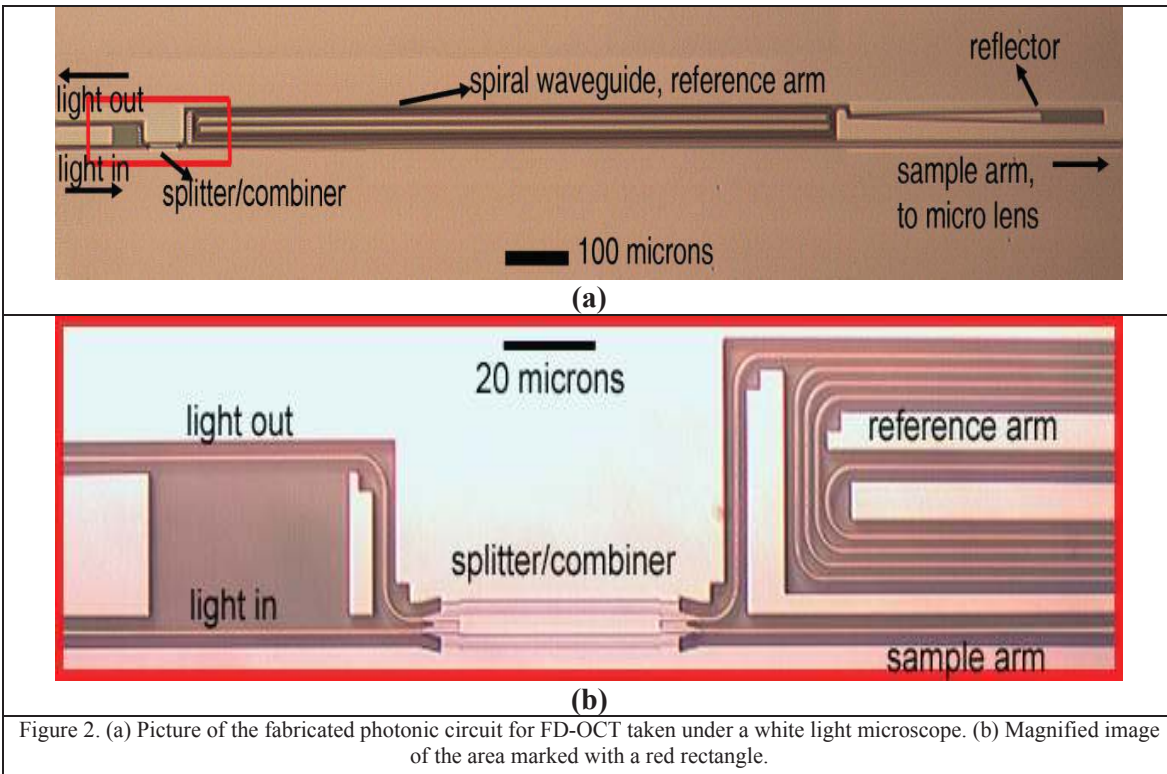 light out
spiral waveguide, reference arm
reflector
light in
splitter/combiner
sample arm,
to micro lens
100 microns
(a)
20 microns
light out
reference arm
splitter/combiner
light in
sample arm
(b)
Figure 2. (a) Picture of the fabricated photonic circuit for FD-OCT taken under a white light microscope. (b) Magnified image
of the area marked with a red rectangle.